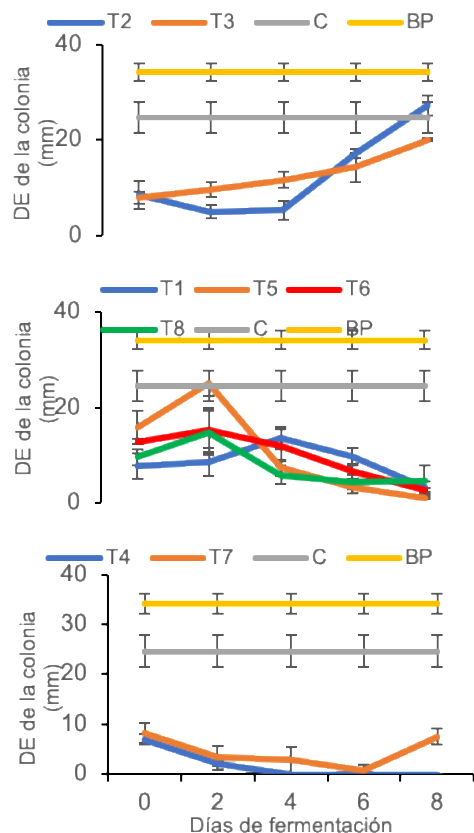 T2 T3 C BP
40
20
0
DE de la colonia
(mm)
T1 T5 T6
T8 C BP
40
20
0
DE de la colonia
(mm)
T4 T7 C BP
40
30
20
10
0
DE de la colonia
(mm)
0 2 4 6 8
Días de fermentación